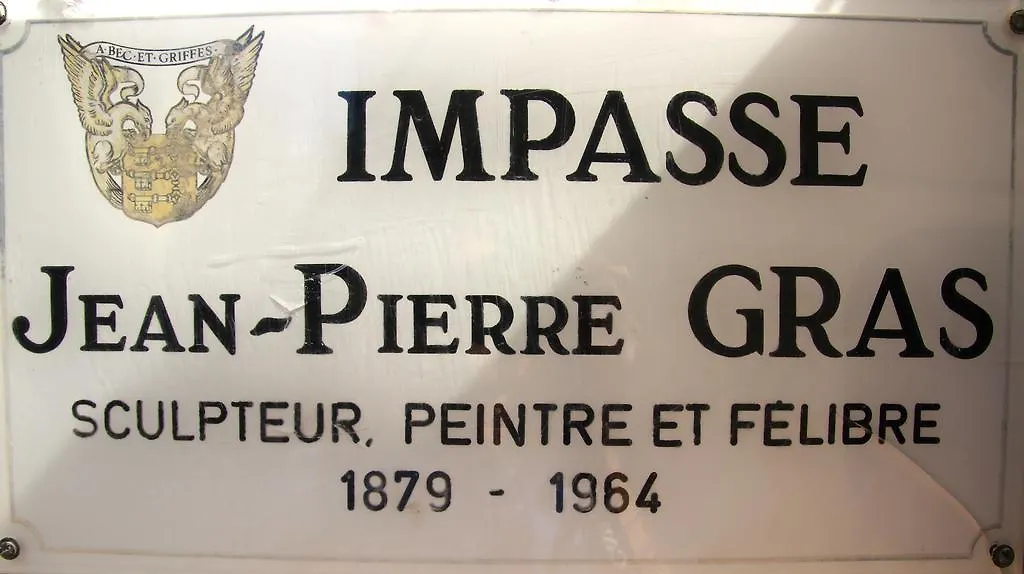 A·BEC·ET·GRIFFES·
IMPASSE
JEAN-PIERRE GRAS
SCULPTEUR, PEINTRE ET FÉLIBRE
1879 - 1964